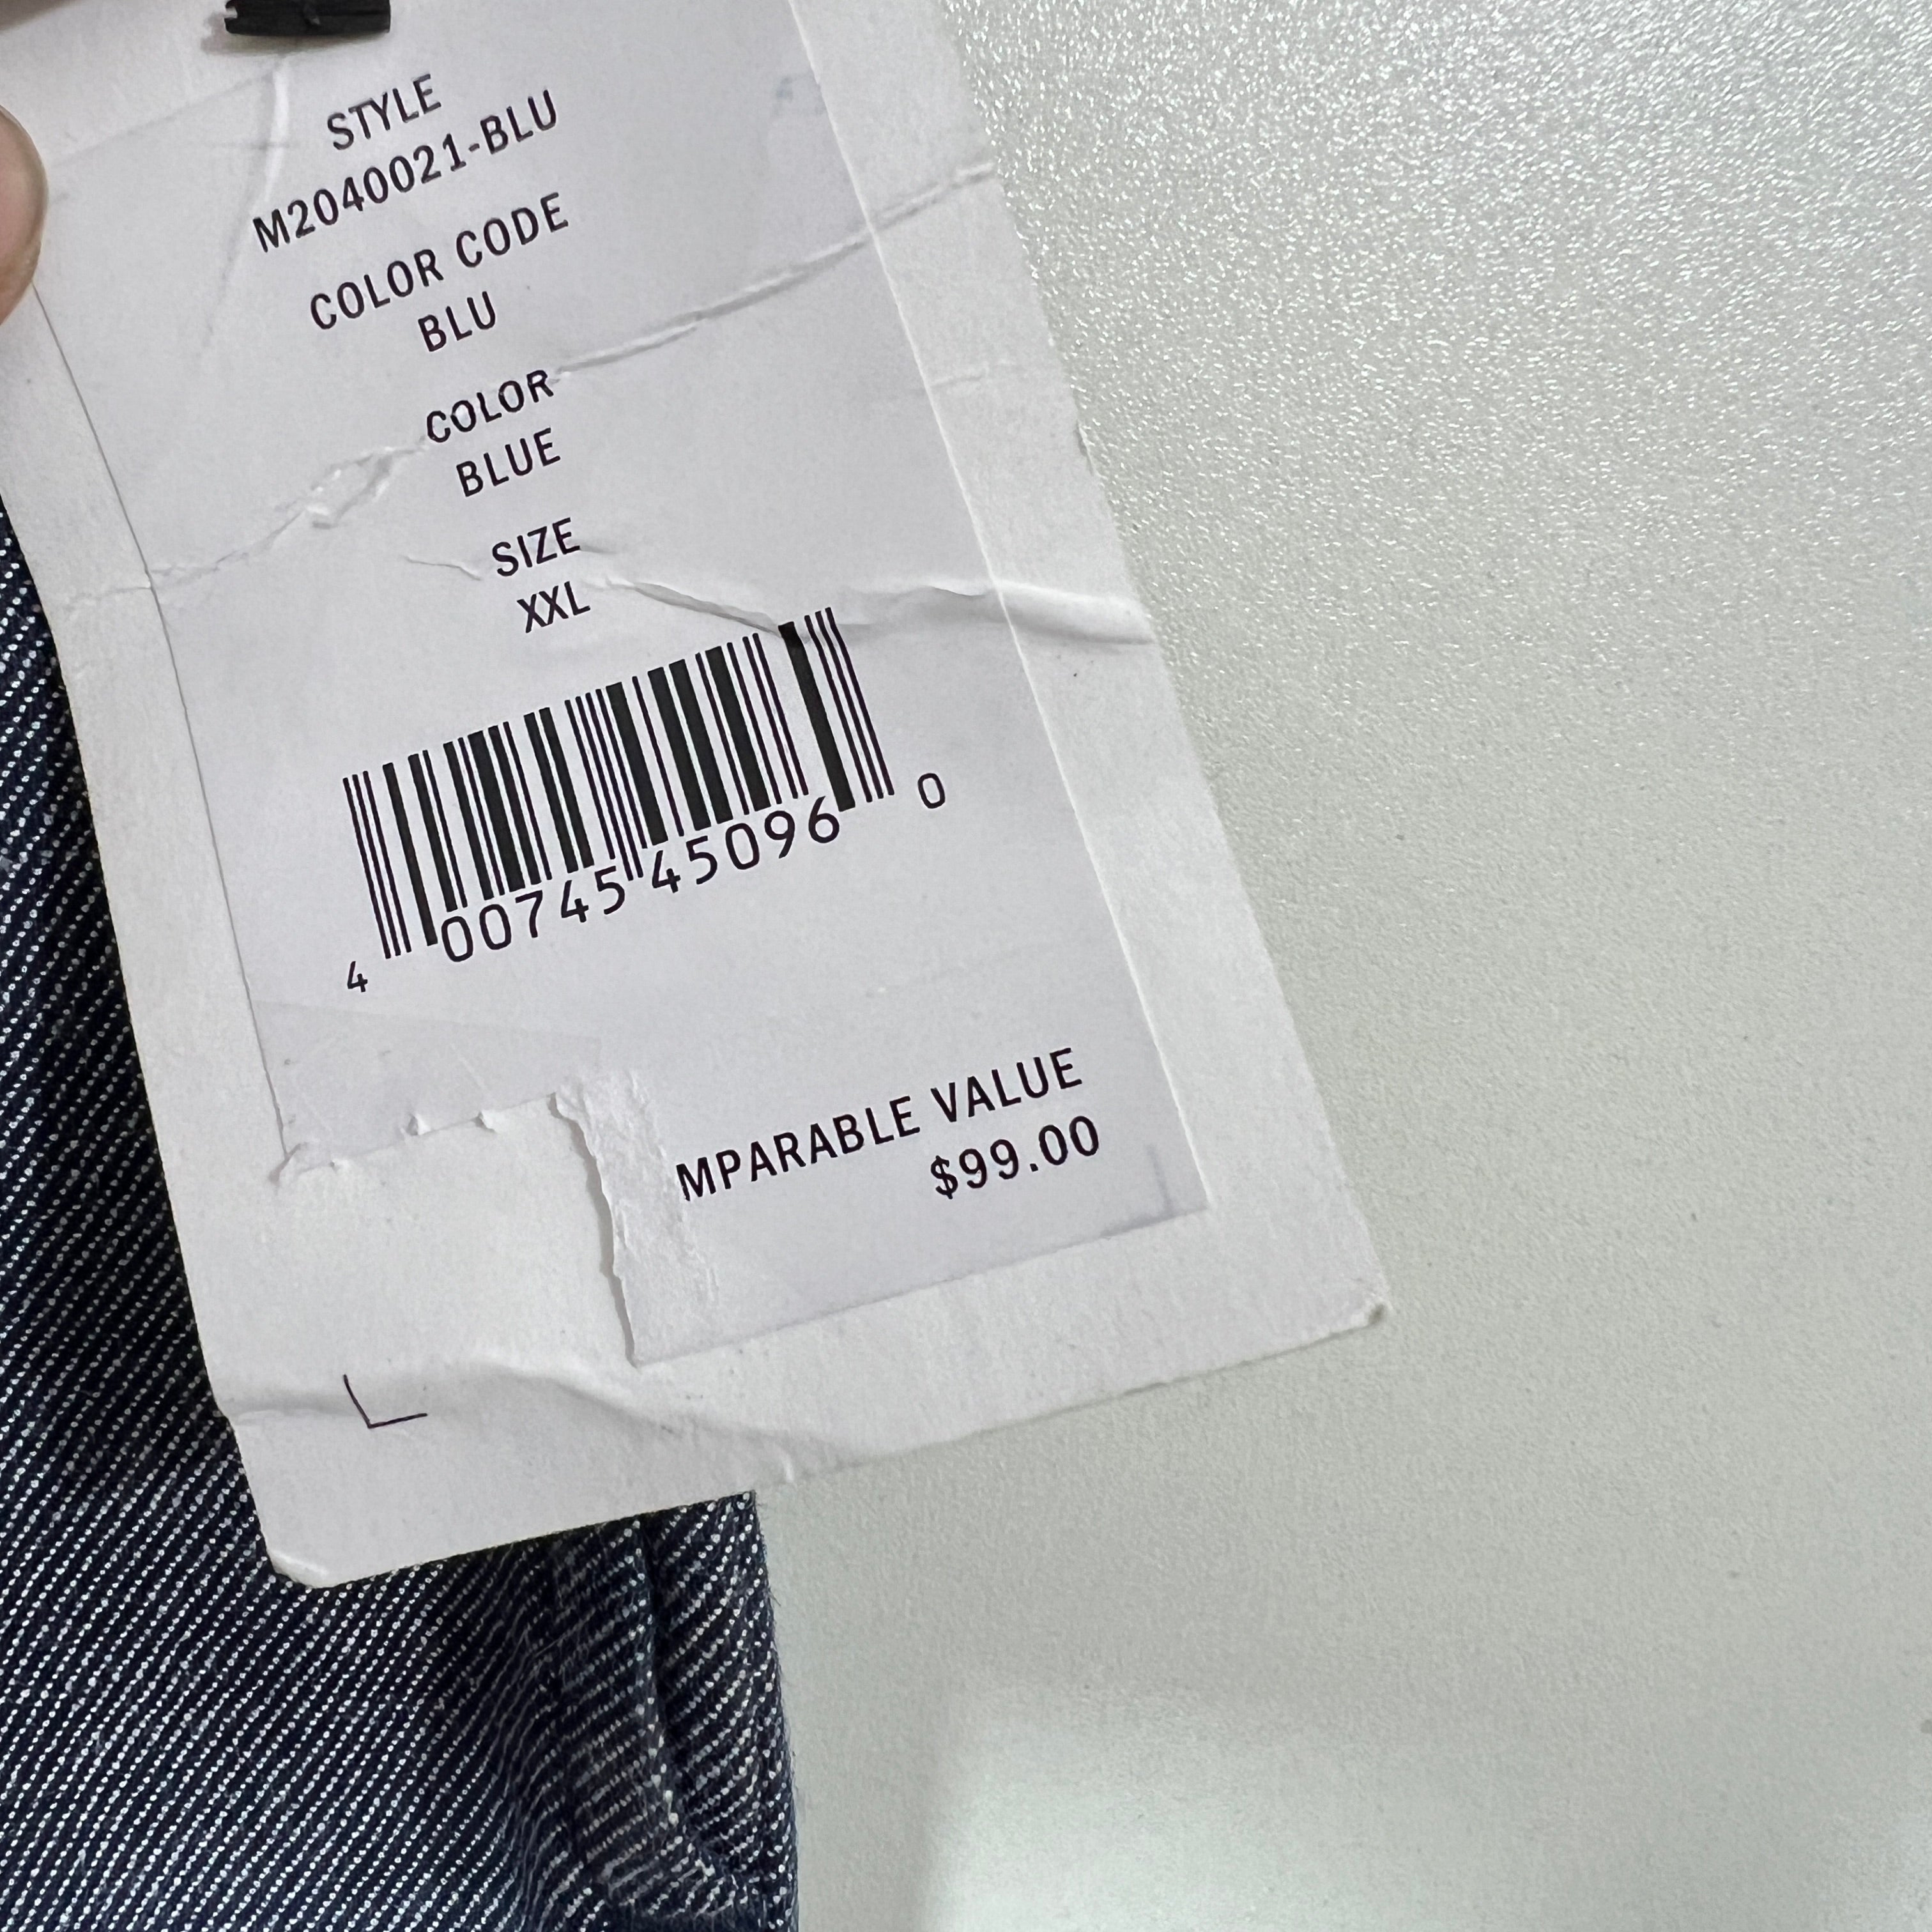 STYLE
M2040021-BLU
COLOR CODE
BLU
COLOR
BLUE
SIZE
XXL
4 00745 45096 0
MPARABLE VALUE
$99.00
L